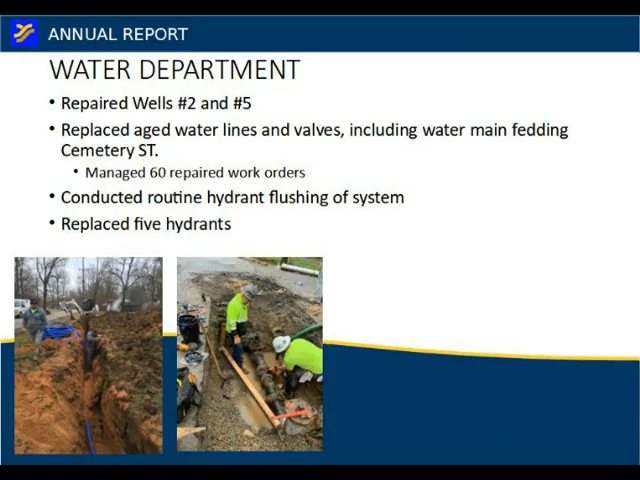 ANNUAL REPORT
WATER DEPARTMENT
• Repaired Wells #2 and #5
• Replaced aged water lines and valves, including water main fedding
Cemetery ST.
• Managed 60 repaired work orders
• Conducted routine hydrant flushing of system
• Replaced five hydrants